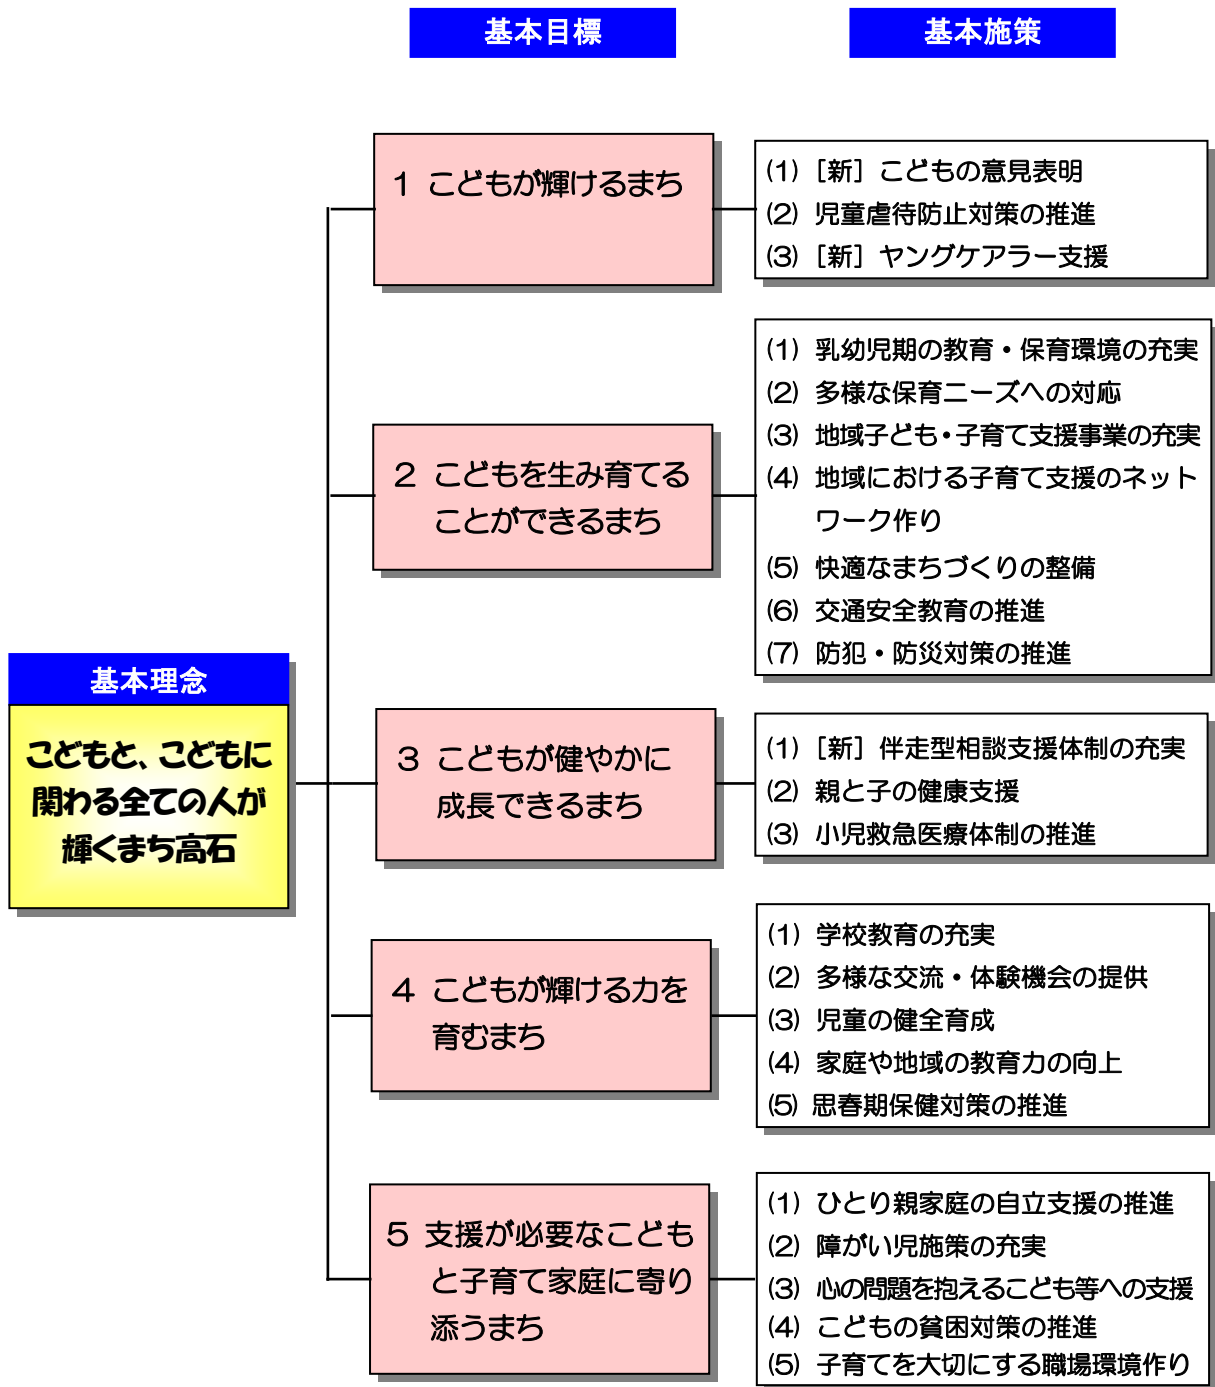 基本目標
基本施策
基本理念
こどもと、こどもに
関わる全ての人が
輝くまち高石
1 こどもが輝けるまち
(1) [新] こどもの意見表明
(2) 児童虐待防止対策の推進
(3) [新] ヤングケアラー支援
2 こどもを生み育てる
ことができるまち
(1) 乳幼児期の教育・保育環境の充実
(2) 多様な保育ニーズへの対応
(3) 地域子ども・子育て支援事業の充実
(4) 地域における子育て支援のネット
ワーク作り
(5) 快適なまちづくりの整備
(6) 交通安全教育の推進
(7) 防犯・防災対策の推進
3 こどもが健やかに
成長できるまち
(1) [新] 伴走型相談支援体制の充実
(2) 親と子の健康支援
(3) 小児救急医療体制の推進
4 こどもが輝ける力を
育むまち
(1) 学校教育の充実
(2) 多様な交流・体験機会の提供
(3) 児童の健全育成
(4) 家庭や地域の教育力の向上
(5) 思春期保健対策の推進
5 支援が必要なこども
と子育て家庭に寄り
添うまち
(1) ひとり親家庭の自立支援の推進
(2) 障がい児施策の充実
(3) 心の問題を抱えるこども等への支援
(4) こどもの貧困対策の推進
(5) 子育てを大切にする職場環境作り